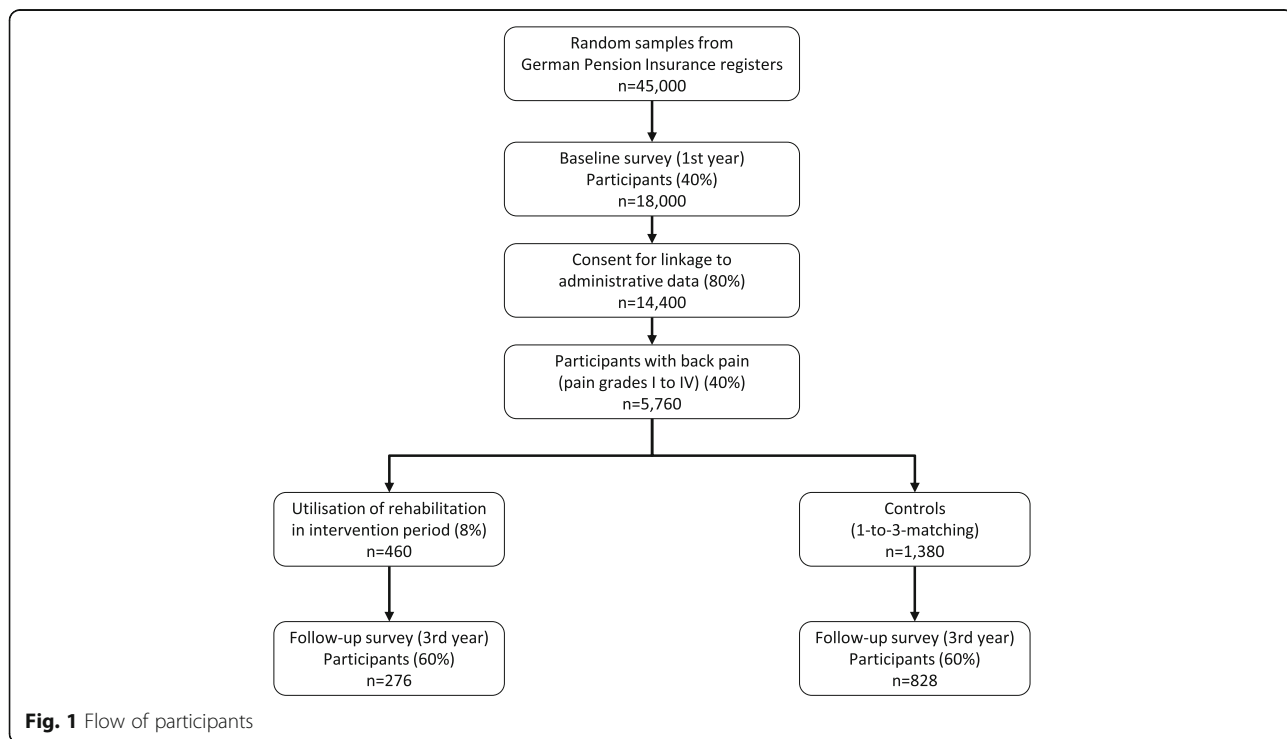 Random samples from
German Pension Insurance registers
n=45,000
Baseline survey (1st year)
Participants (40%)
n=18,000
Consent for linkage to
administrative data (80%)
n=14,400
Participants with back pain
(pain grades I to IV) (40%)
n=5,760
Utilisation of rehabilitation
in intervention period (8%)
n=460
Controls
(1-to-3-matching)
n=1,380
Follow-up survey (3rd year)
Participants (60%)
n=276
Follow-up survey (3rd year)
Participants (60%)
n=828
Fig. 1 Flow of participants